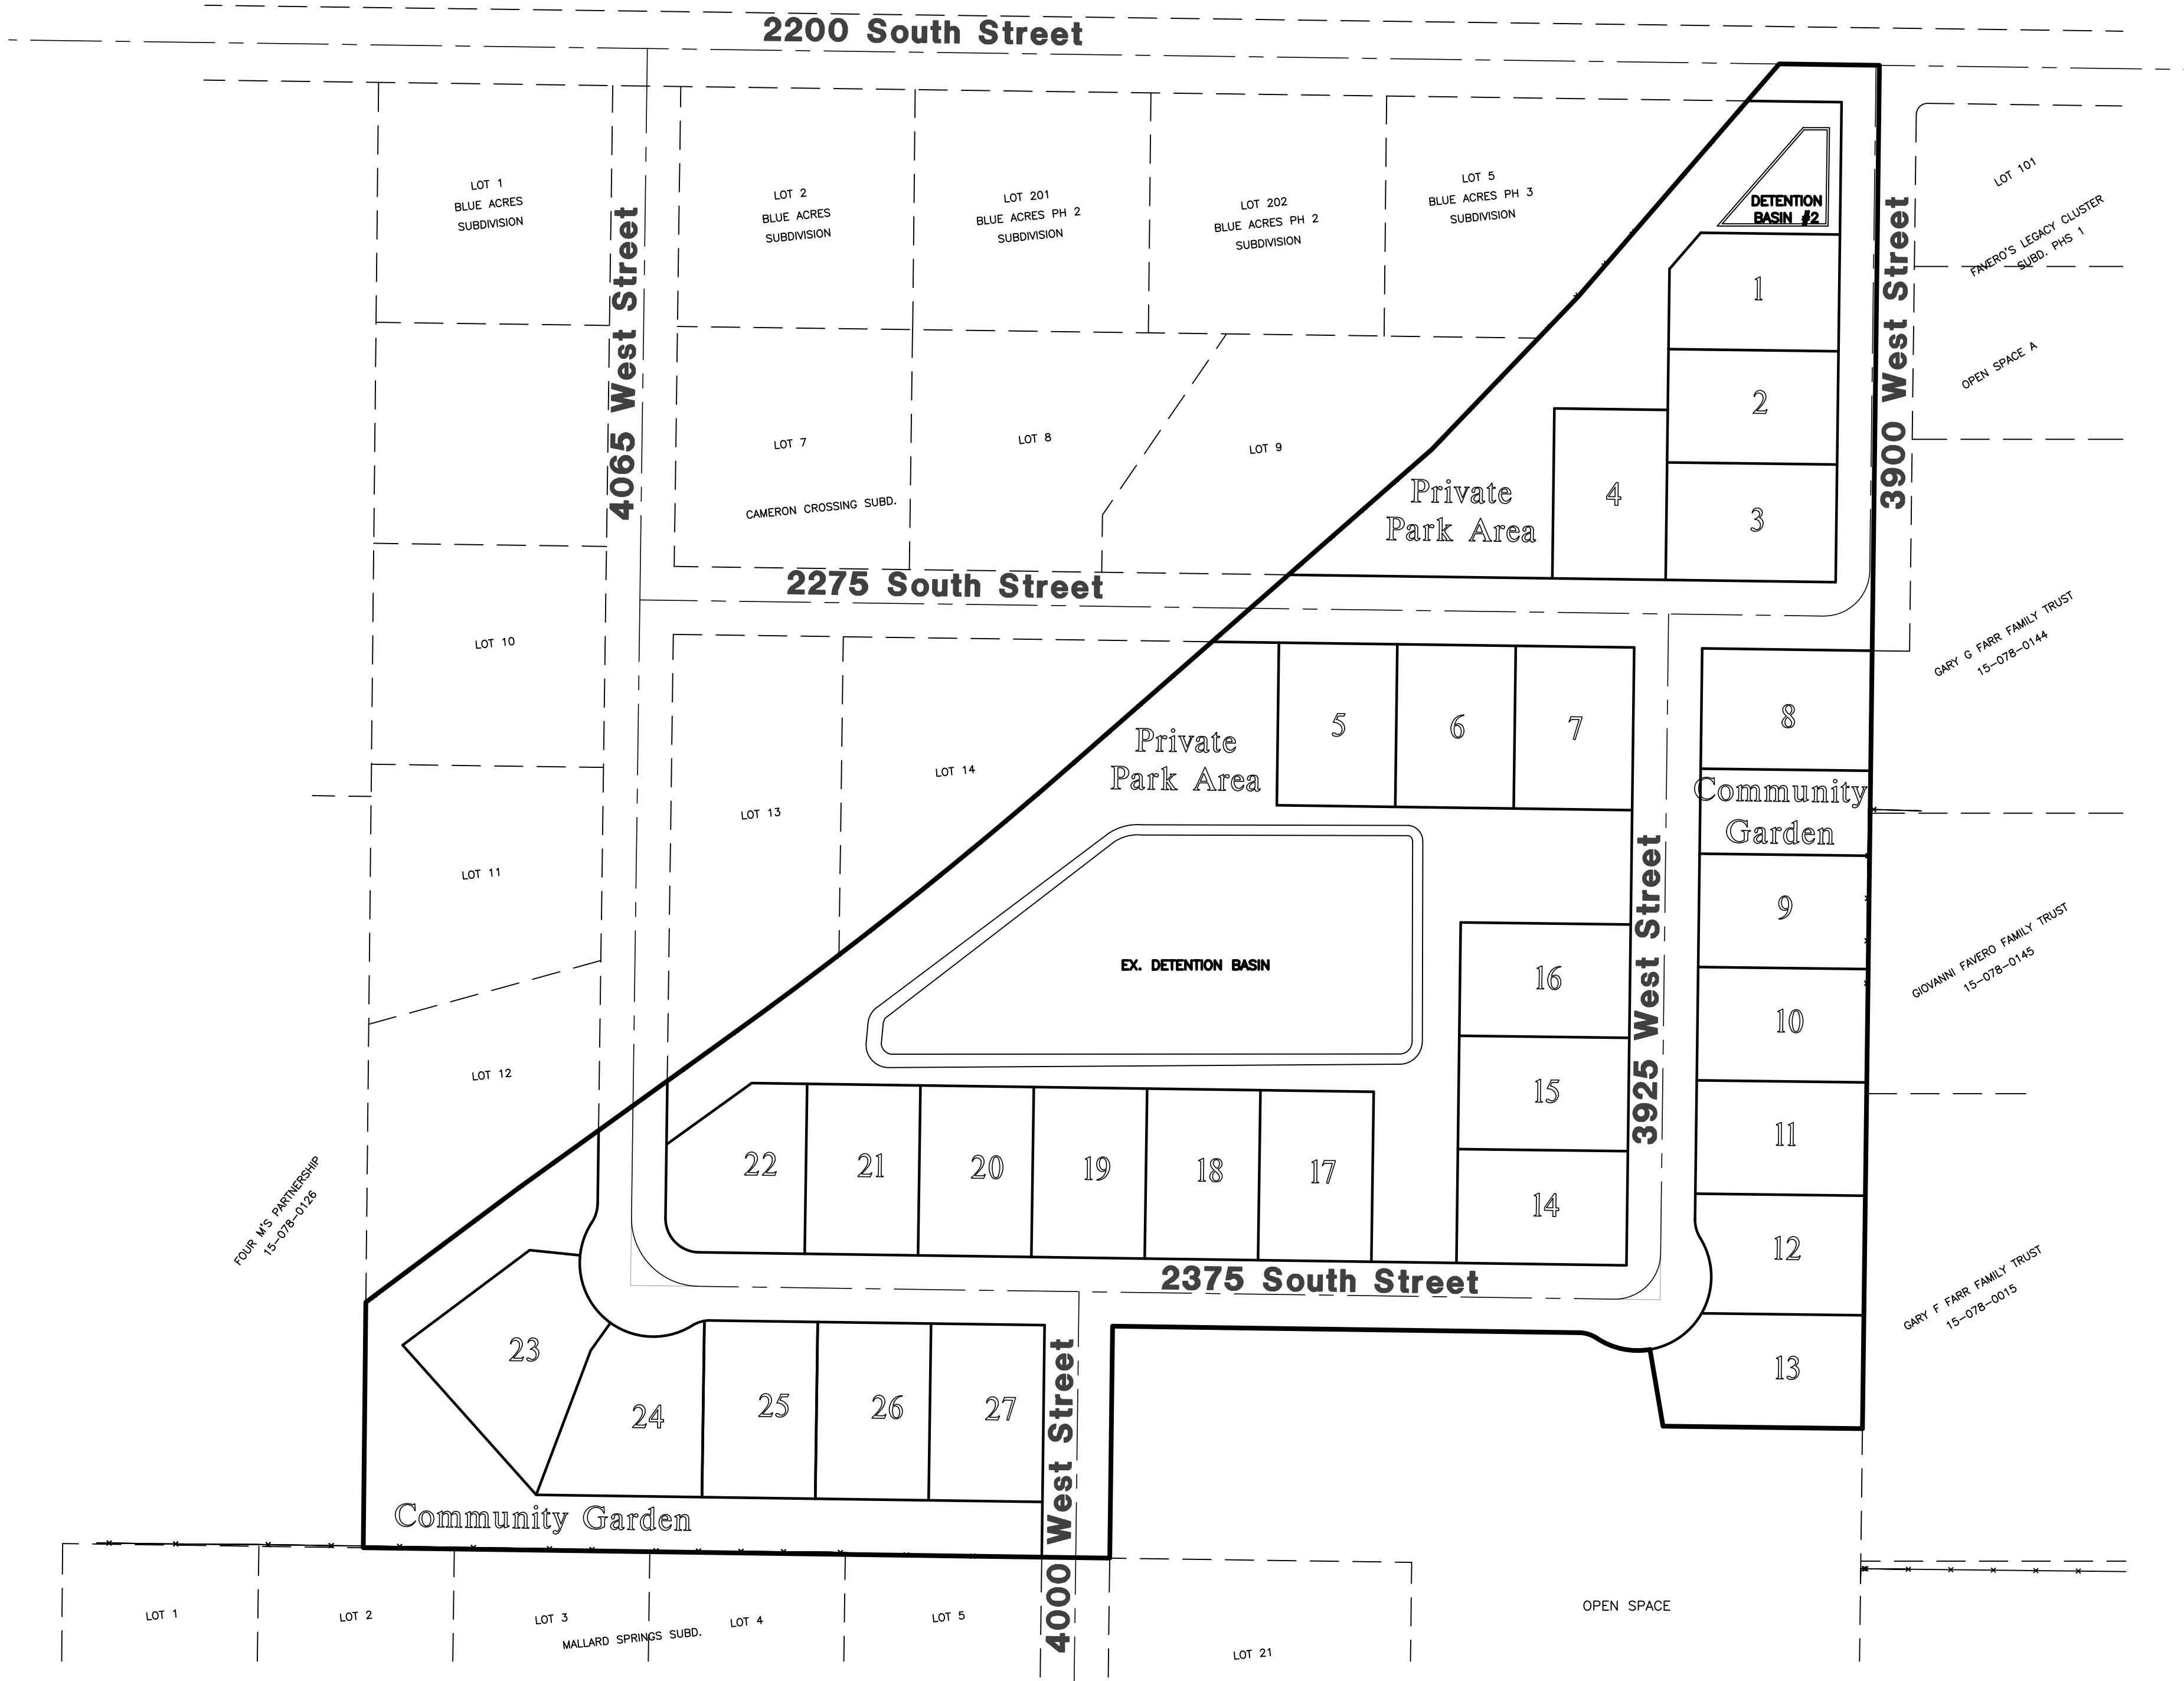 2200 South Street
LOT 1
BLUE ACRES
SUBDIVISION
4065 West Street
LOT 2
BLUE ACRES
SUBDIVISION
LOT 201
BLUE ACRES PH 2
SUBDIVISION
LOT 202
BLUE ACRES PH 2
SUBDIVISION
LOT 5
BLUE ACRES PH 3
SUBDIVISION
DETENTION
BASIN #2
3900 West Street
LOT 101
FAVERO'S LEGACY CLUSTER
SUBD. PHS 1
OPEN SPACE A
1
2
3
4
Private
Park Area
LOT 7
LOT 8
LOT 9
CAMERON CROSSING SUBD.
2275 South Street
LOT 10
GARY G FARR FAMILY TRUST
15-078-0144
5
6
7
8
Private
Park Area
LOT 14
LOT 13
Community
Garden
LOT 11
3925 West Street
9
GIOVANNI FAVERO FAMILY TRUST
15-078-0145
EX. DETENTION BASIN
16
10
LOT 12
15
11
FOUR M'S PARTNERSHIP
15-078-0126
22
21
20
19
18
17
14
12
2375 South Street
GARY F FARR FAMILY TRUST
15-078-0015
23
24
25
26
27
4000 West Street
13
Community Garden
LOT 1
LOT 2
LOT 3
LOT 4
LOT 5
MALLARD SPRINGS SUBD.
LOT 21
OPEN SPACE